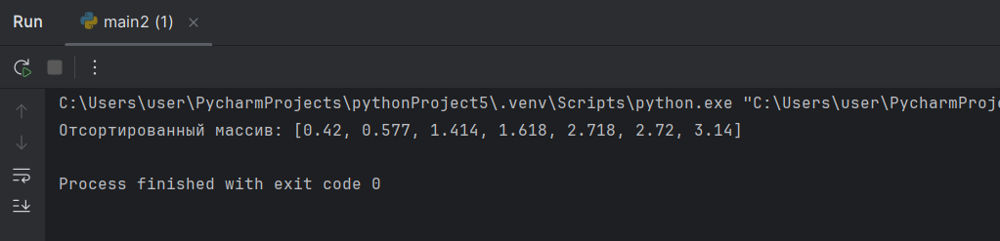 Run main2 (1)
C:\Users\user\PycharmProjects\pythonProject5\.venv\Scripts\python.exe "C:\Users\user\PycharmProj
Отсортированный массив: [0.42, 0.577, 1.414, 1.618, 2.718, 2.72, 3.14]
Process finished with exit code 0